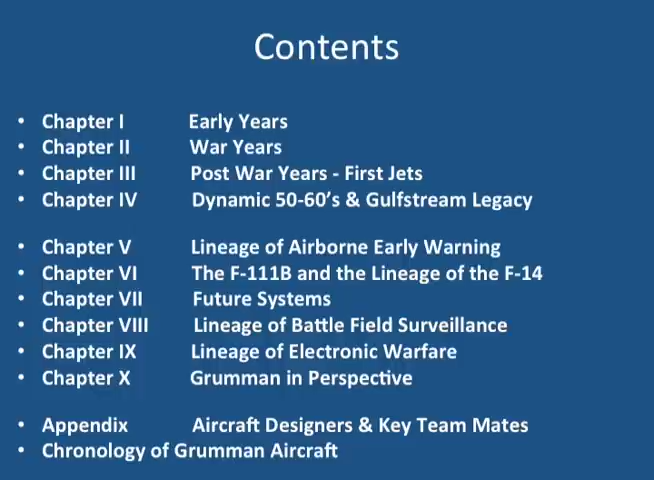 Contents
• Chapter I Early Years
• Chapter II War Years
• Chapter III Post War Years - First Jets
• Chapter IV Dynamic 50-60’s & Gulfstream Legacy
• Chapter V Lineage of Airborne Early Warning
• Chapter VI The F-111B and the Lineage of the F-14
• Chapter VII Future Systems
• Chapter VIII Lineage of Battle Field Surveillance
• Chapter IX Lineage of Electronic Warfare
• Chapter X Grumman in Perspective
• Appendix Aircraft Designers & Key Team Mates
• Chronology of Grumman Aircraft